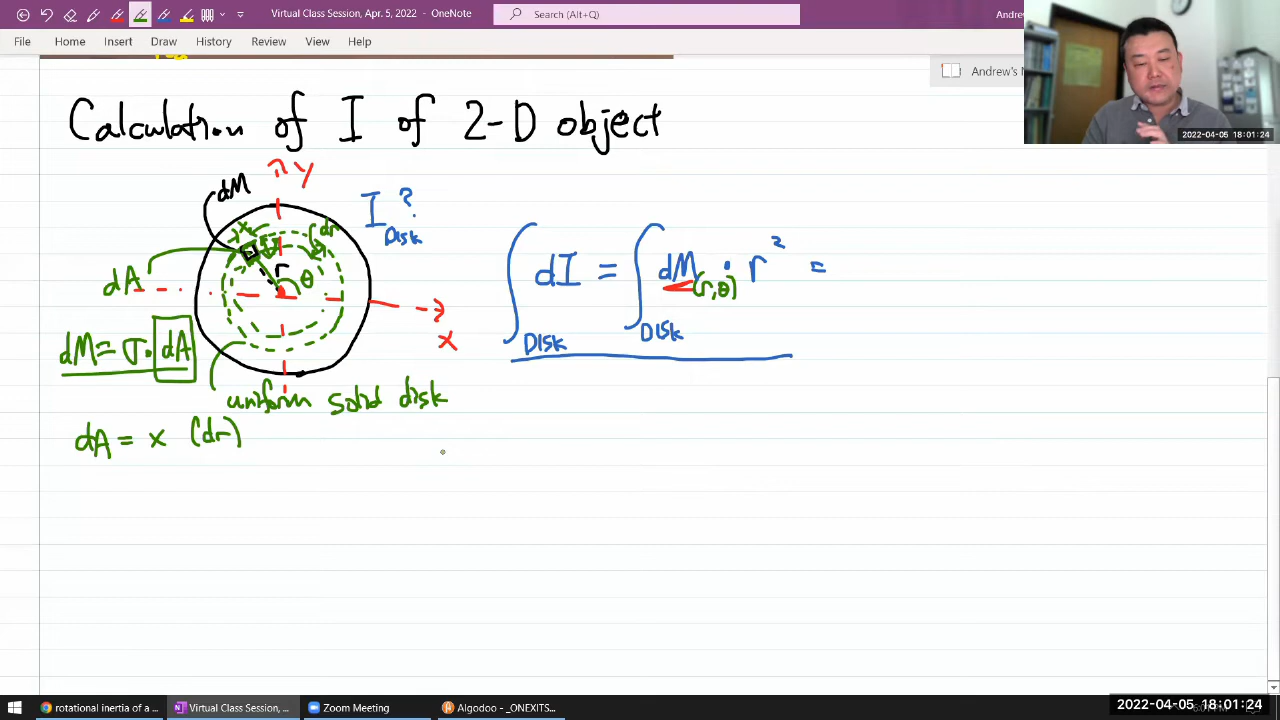 Virtual Class Session, Apr. 5, 2022 - OneNote
Search (Alt+Q)
Andrew
File Home Insert Draw History Review View Help
Andrew's N
2022-04-05 18:01:24
Calculation of I of 2-D object
y
dM
I Disk ?
x
dr
r
θ
dA
x
∫Disk dI = ∫Disk dM(r,θ) · r² =
dM = σ · dA
uniform solid disk
dA = x (dr)
rotational inertia of a ...
Virtual Class Session, ...
Zoom Meeting
Algodoo - _ONEXITS...
2022-04-05 18:01:24